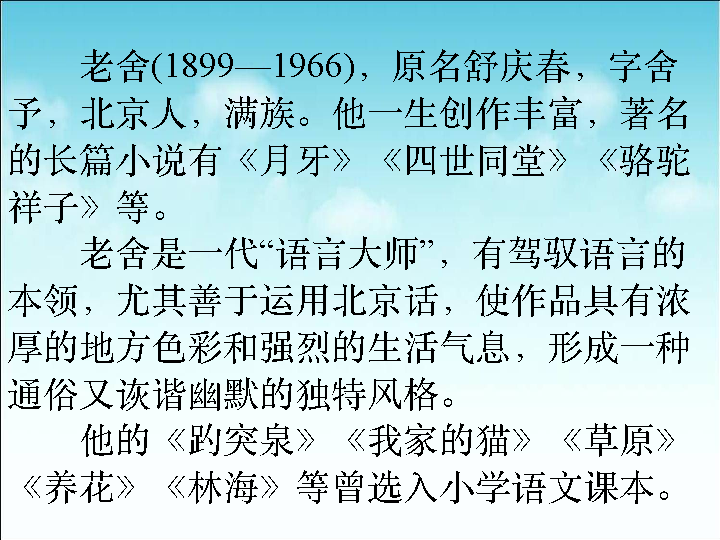 老舍(1899—1966)，原名舒庆春，字舍
予，北京人，满族。他一生创作丰富，著名
的长篇小说有《月牙》《四世同堂》《骆驼
祥子》等。
老舍是一代“语言大师”，有驾驭语言的
本领，尤其善于运用北京话，使作品具有浓
厚的地方色彩和强烈的生活气息，形成一种
通俗又诙谐幽默的独特风格。
他的《趵突泉》《我家的猫》《草原》
《养花》《林海》等曾选入小学语文课本。